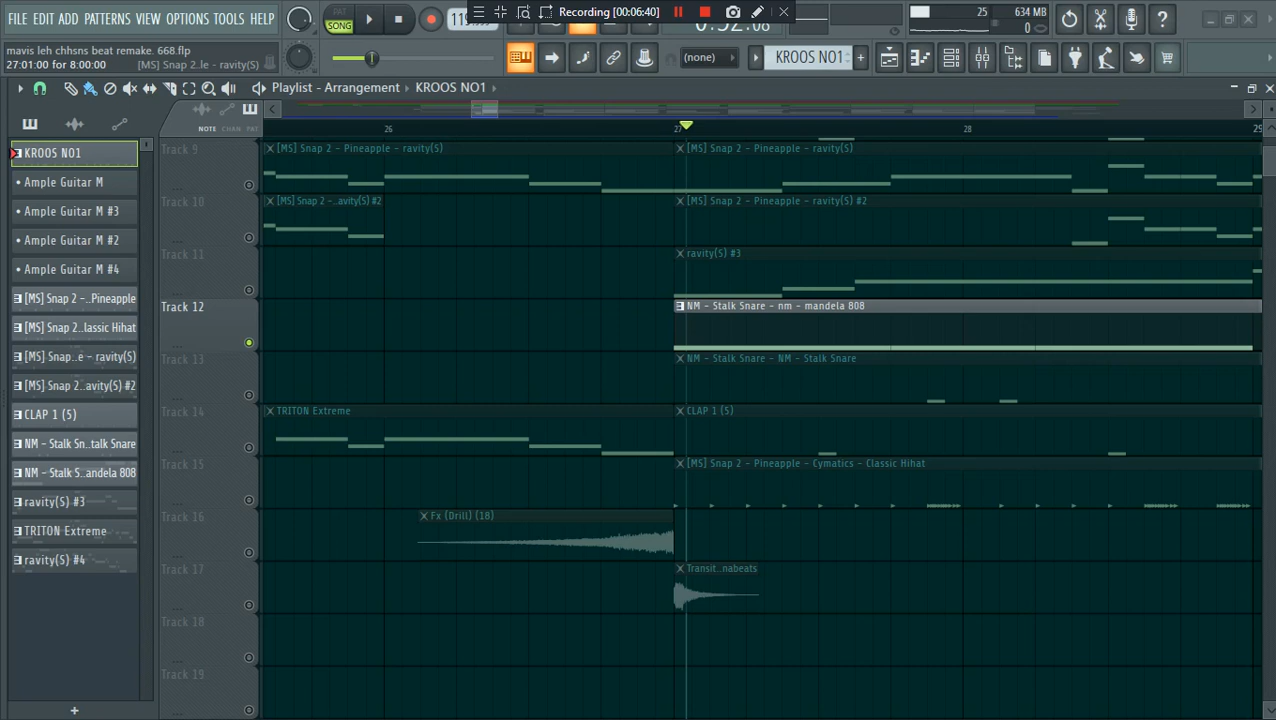 FILE EDIT ADD PATTERNS VIEW OPTIONS TOOLS HELP
PAT
SONG
Recording [00:06:40]
25
634 MB
0
mavis leh chhsns beat remake. 668.flp
27:01:00 for 8:00:00
[MS] Snap 2..le - ravity(S)
(none)
KROOS NO1
Playlist - Arrangement
KROOS NO1
NOTE CHAN PAT
26
27
28
29
KROOS NO1
Ample Guitar M
Ample Guitar M #3
Ample Guitar M #2
Ample Guitar M #4
[MS] Snap 2 -..Pineapple
[MS] Snap 2..lassic Hihat
[MS] Snap..e - ravity(S)
[MS] Snap 2..avity(S) #2
CLAP 1 (5)
NM - Stalk Sn..talk Snare
NM - Stalk S..andela 808
ravity(S) #3
TRITON Extreme
ravity(S) #4
Track 9
[MS] Snap 2 - Pineapple - ravity(S)
[MS] Snap 2 - Pineapple - ravity(S)
Track 10
[MS] Snap 2 -..avity(S) #2
[MS] Snap 2 - Pineapple - ravity(S) #2
Track 11
ravity(S) #3
Track 12
NM - Stalk Snare - nm - mandela 808
Track 13
NM - Stalk Snare - NM - Stalk Snare
Track 14
TRITON Extreme
CLAP 1 (5)
Track 15
[MS] Snap 2 - Pineapple - Cymatics - Classic Hihat
Track 16
Fx (Drill) (18)
Track 17
Transit..nabeats
Track 18
Track 19